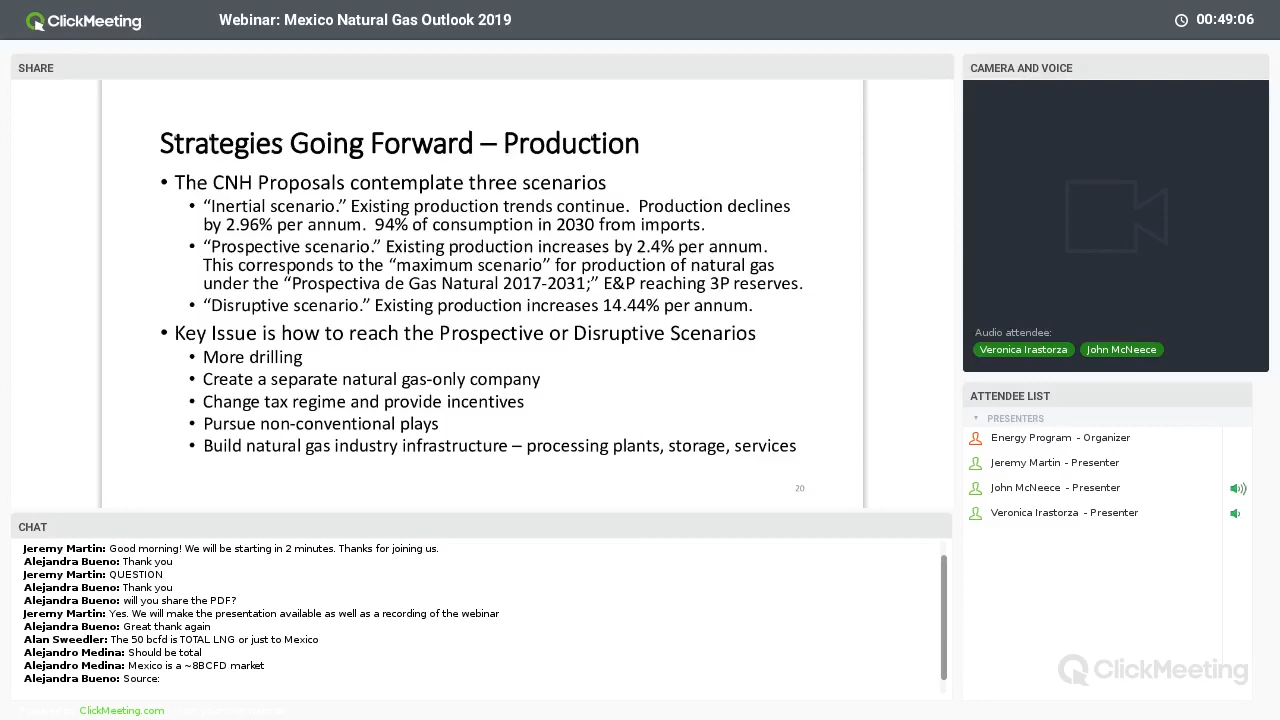 ClickMeeting
Webinar: Mexico Natural Gas Outlook 2019
00:49:06
SHARE
Strategies Going Forward – Production
• The CNH Proposals contemplate three scenarios
• “Inertial scenario.” Existing production trends continue. Production declines
by 2.96% per annum. 94% of consumption in 2030 from imports.
• “Prospective scenario.” Existing production increases by 2.4% per annum.
This corresponds to the “maximum scenario” for production of natural gas
under the “Prospectiva de Gas Natural 2017-2031;” E&P reaching 3P reserves.
• “Disruptive scenario.” Existing production increases 14.44% per annum.
• Key Issue is how to reach the Prospective or Disruptive Scenarios
• More drilling
• Create a separate natural gas-only company
• Change tax regime and provide incentives
• Pursue non-conventional plays
• Build natural gas industry infrastructure – processing plants, storage, services
20
CHAT
Jeremy Martin: Good morning! We will be starting in 2 minutes. Thanks for joining us.
Alejandra Bueno: Thank you
Jeremy Martin: QUESTION
Alejandra Bueno: Thank you
Alejandra Bueno: will you share the PDF?
Jeremy Martin: Yes. We will make the presentation available as well as a recording of the webinar
Alejandra Bueno: Great thank again
Alan Sweedler: The 50 bcfd is TOTAL LNG or just to Mexico
Alejandro Medina: Should be total
Alejandro Medina: Mexico is a ~8BCFD market
Alejandra Bueno: Source:
ClickMeeting.com
CAMERA AND VOICE
Audio attendee:
Veronica Irastorza John McNeece
ATTENDEE LIST
PRESENTERS
Energy Program - Organizer
Jeremy Martin - Presenter
John McNeece - Presenter
Veronica Irastorza - Presenter
ClickMeeting